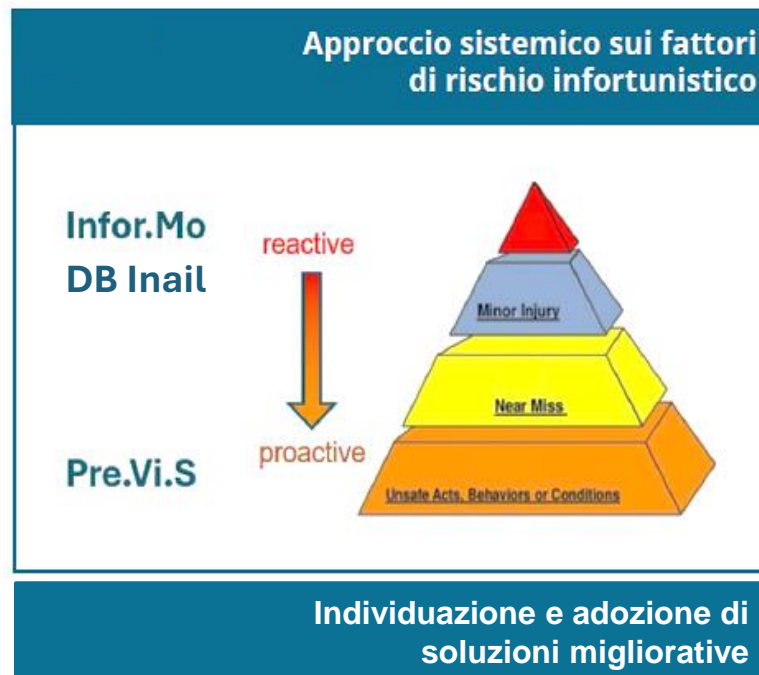 Approccio sistemico sui fattori
di rischio infortunistico
Infor.Mo
DB Inail
reactive
proactive
Pre.Vi.S
Minor Injury
Near Miss
Unsafe Acts, Behaviors or Conditions
Individuazione e adozione di
soluzioni migliorative